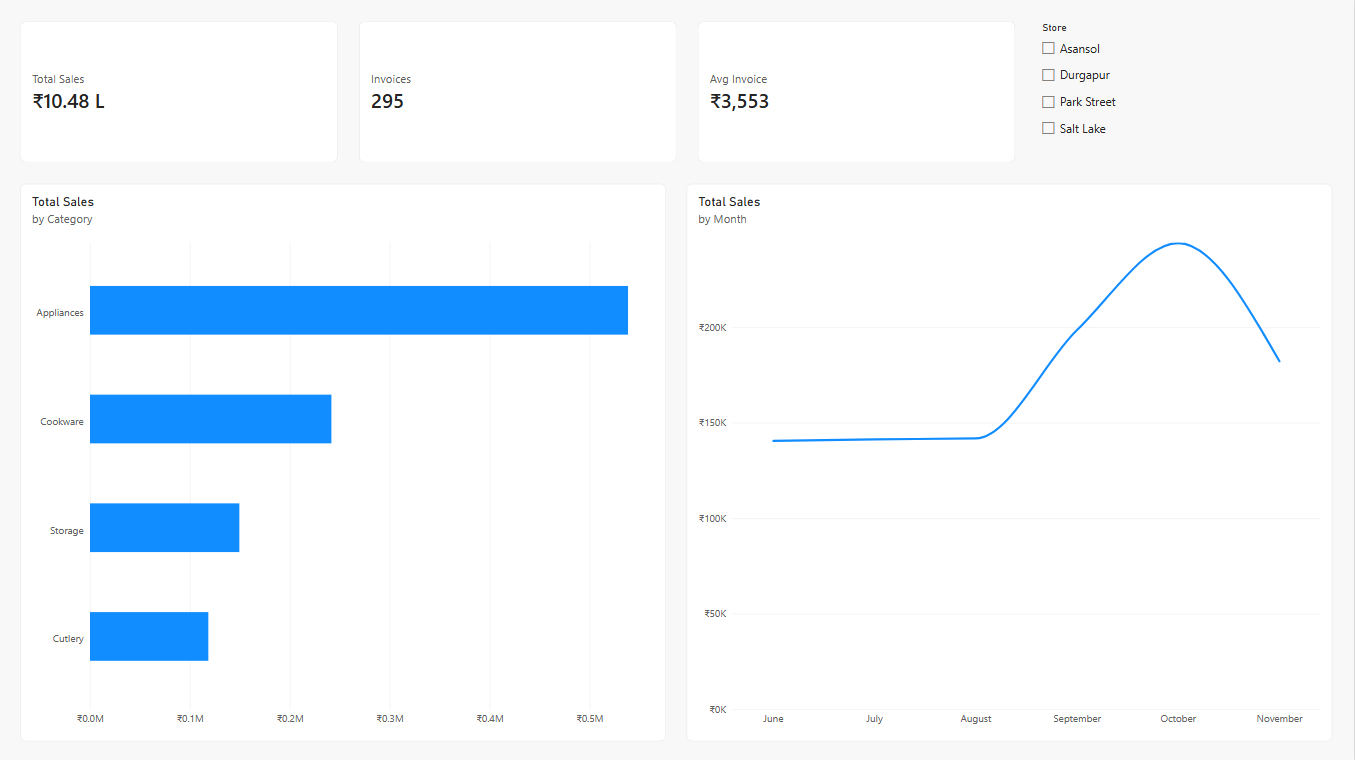 Total Sales
₹10.48 L
Invoices
295
Avg Invoice
₹3,553
Store
Asansol
Durgapur
Park Street
Salt Lake
Total Sales
by Category
Appliances
Cookware
Storage
Cutlery
₹0.0M ₹0.1M ₹0.2M ₹0.3M ₹0.4M ₹0.5M
Total Sales
by Month
₹200K
₹150K
₹100K
₹50K
₹0K
June July August September October November